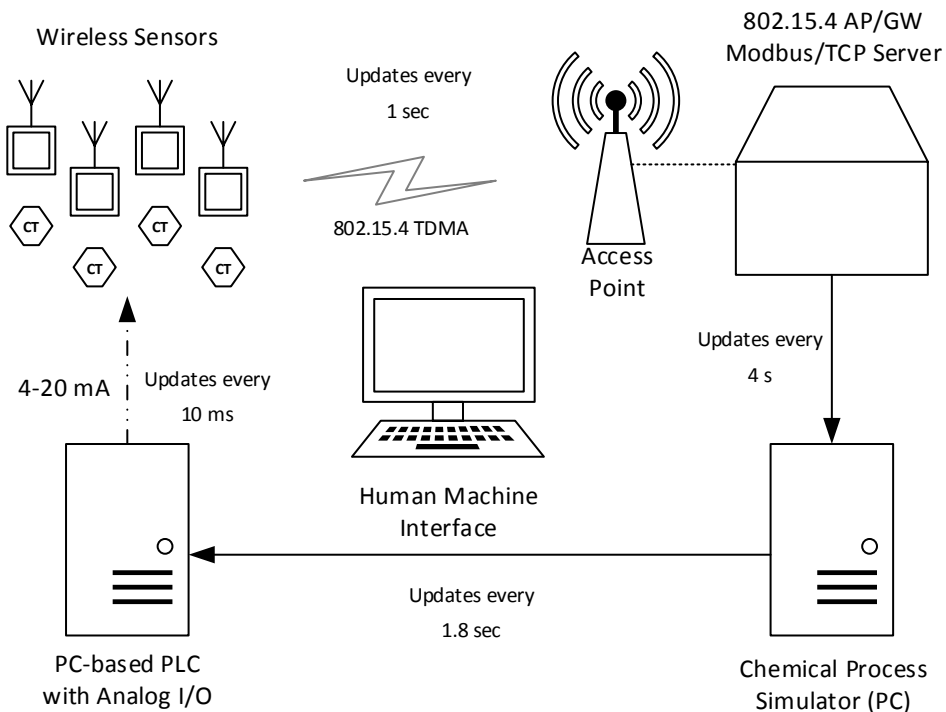 Wireless Sensors
CT
CT
CT
CT
Updates every
1 sec
802.15.4 TDMA
Access
Point
802.15.4 AP/GW
Modbus/TCP Server
Updates every
4 s
4-20 mA
Updates every
10 ms
Human Machine
Interface
Updates every
1.8 sec
PC-based PLC
with Analog I/O
Chemical Process
Simulator (PC)